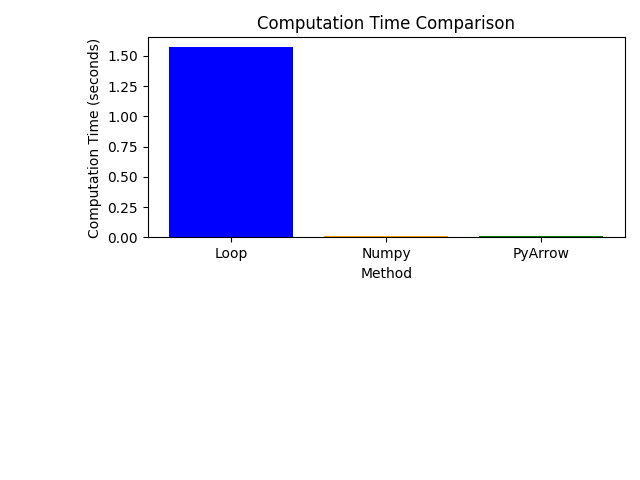 Computation Time Comparison
Computation Time (seconds)
1.50
1.25
1.00
0.75
0.50
0.25
0.00
Loop Numpy PyArrow
Method